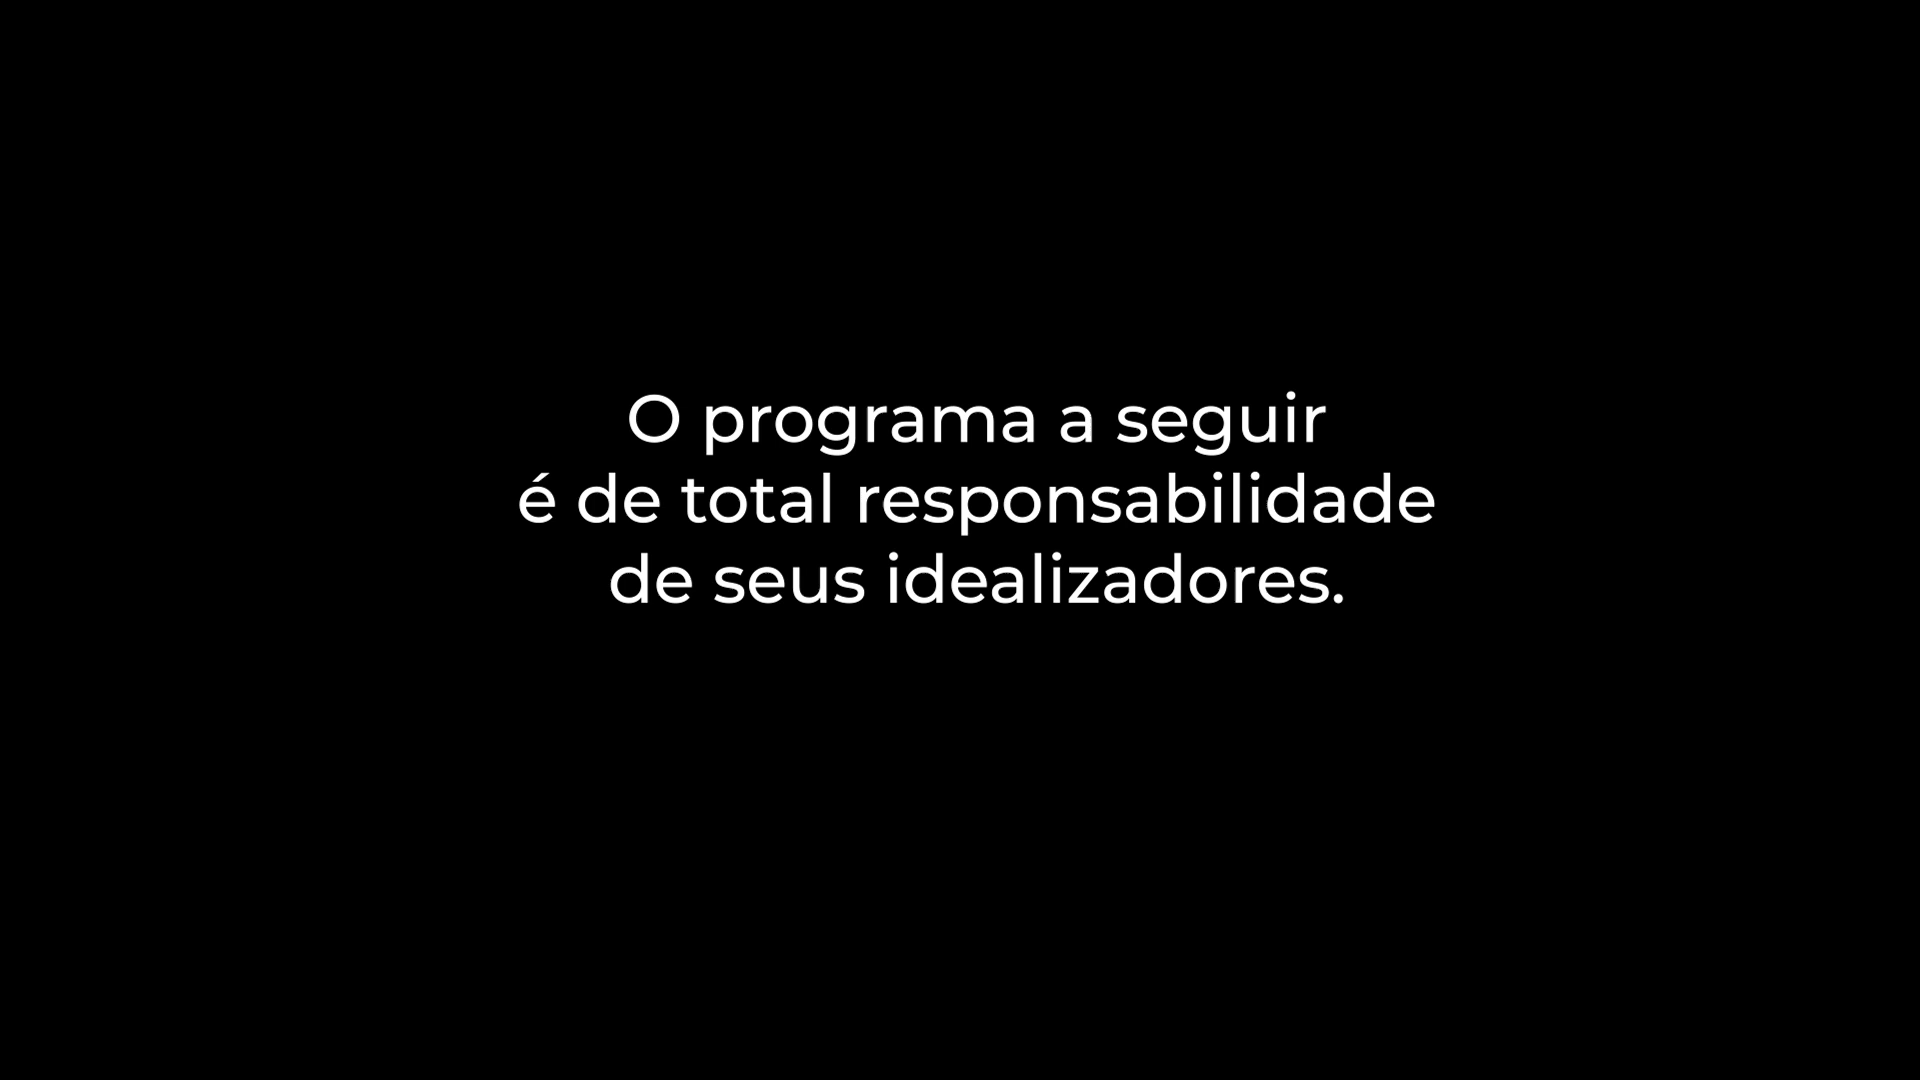 O programa a seguir
é de total responsabilidade
de seus idealizadores.